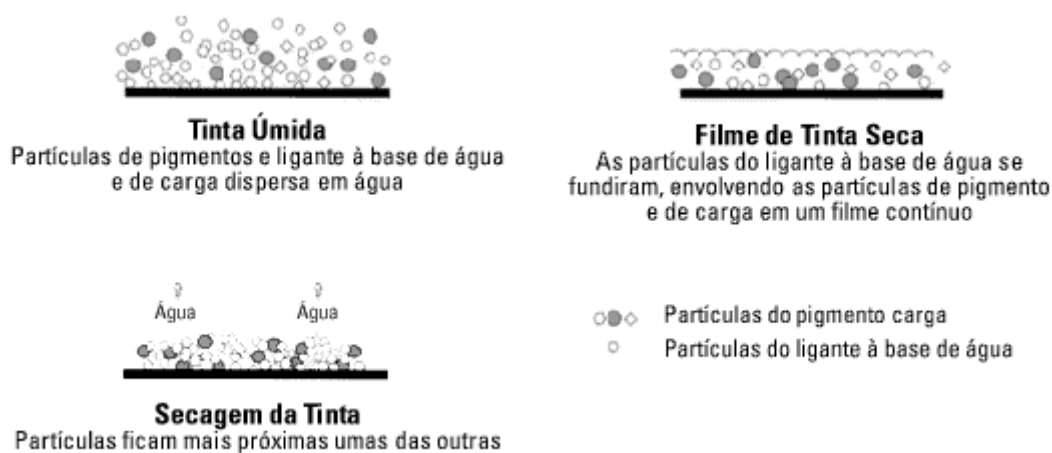 Tinta Úmida
Partículas de pigmentos e ligante à base de água
e de carga dispersa em água
Filme de Tinta Seca
As partículas do ligante à base de água se
fundiram, envolvendo as partículas de pigmento
e de carga em um filme contínuo
Água
Água
Secagem da Tinta
Partículas ficam mais próximas umas das outras
Partículas do pigmento carga
Partículas do ligante à base de água